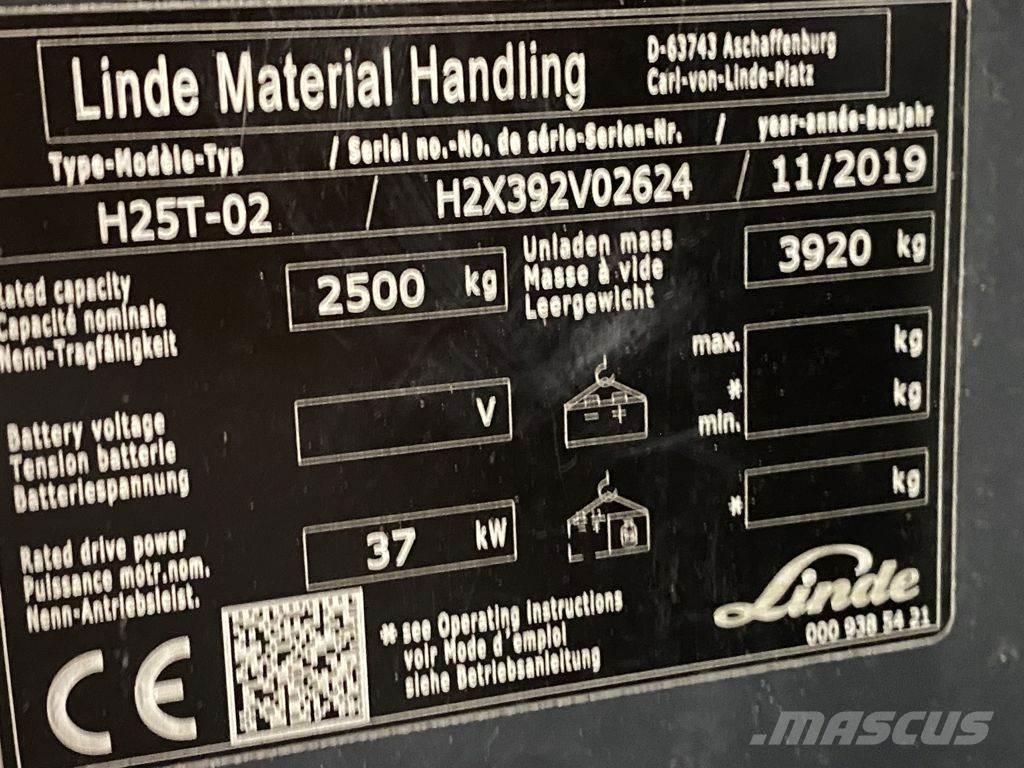 Linde Material Handling
D-63743 Aschaffenburg
Carl-von-Linde-Platz
Type-Modèle-Typ / Serial no.-No. de série-Serien-Nr. / year-année-Baujahr
H25T-02 / H2X392V02624 / 11/2019
Rated capacity
Capacité nominale
Nenn-Tragfähigkeit
2500 kg
Unladen mass
Masse à vide
Leergewicht
3920 kg
Battery voltage
Tension batterie
Batteriespannung
V
max. kg
* kg
min.
Rated drive power
Puissance motr.nom.
Nenn-Antriebsleist.
37 kW
* kg
CE
* see Operating Instructions
voir Mode d'emploi
siehe Betriebsanleitung
Linde
000 938 54 21
MASCUS